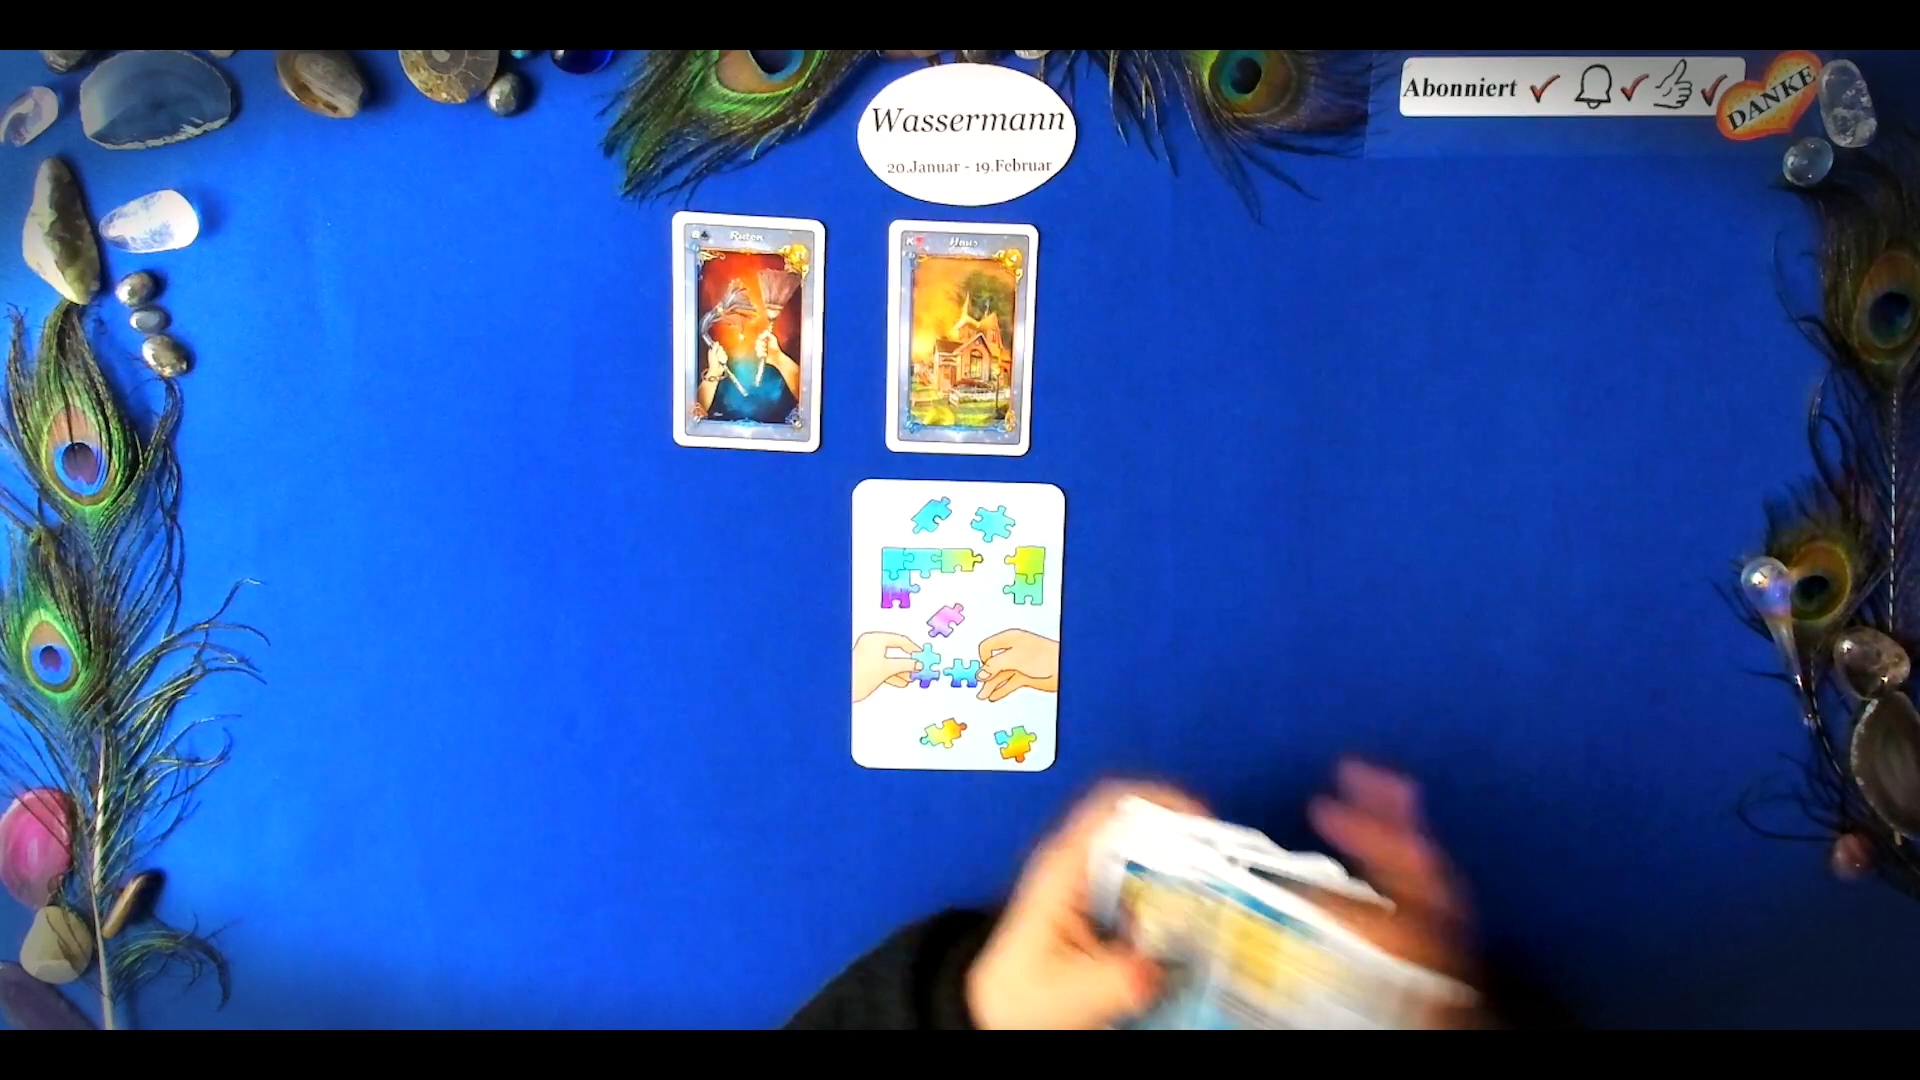 Wassermann
20.Januar - 19.Februar
Abonniert
DANKE
Ruten
Haus